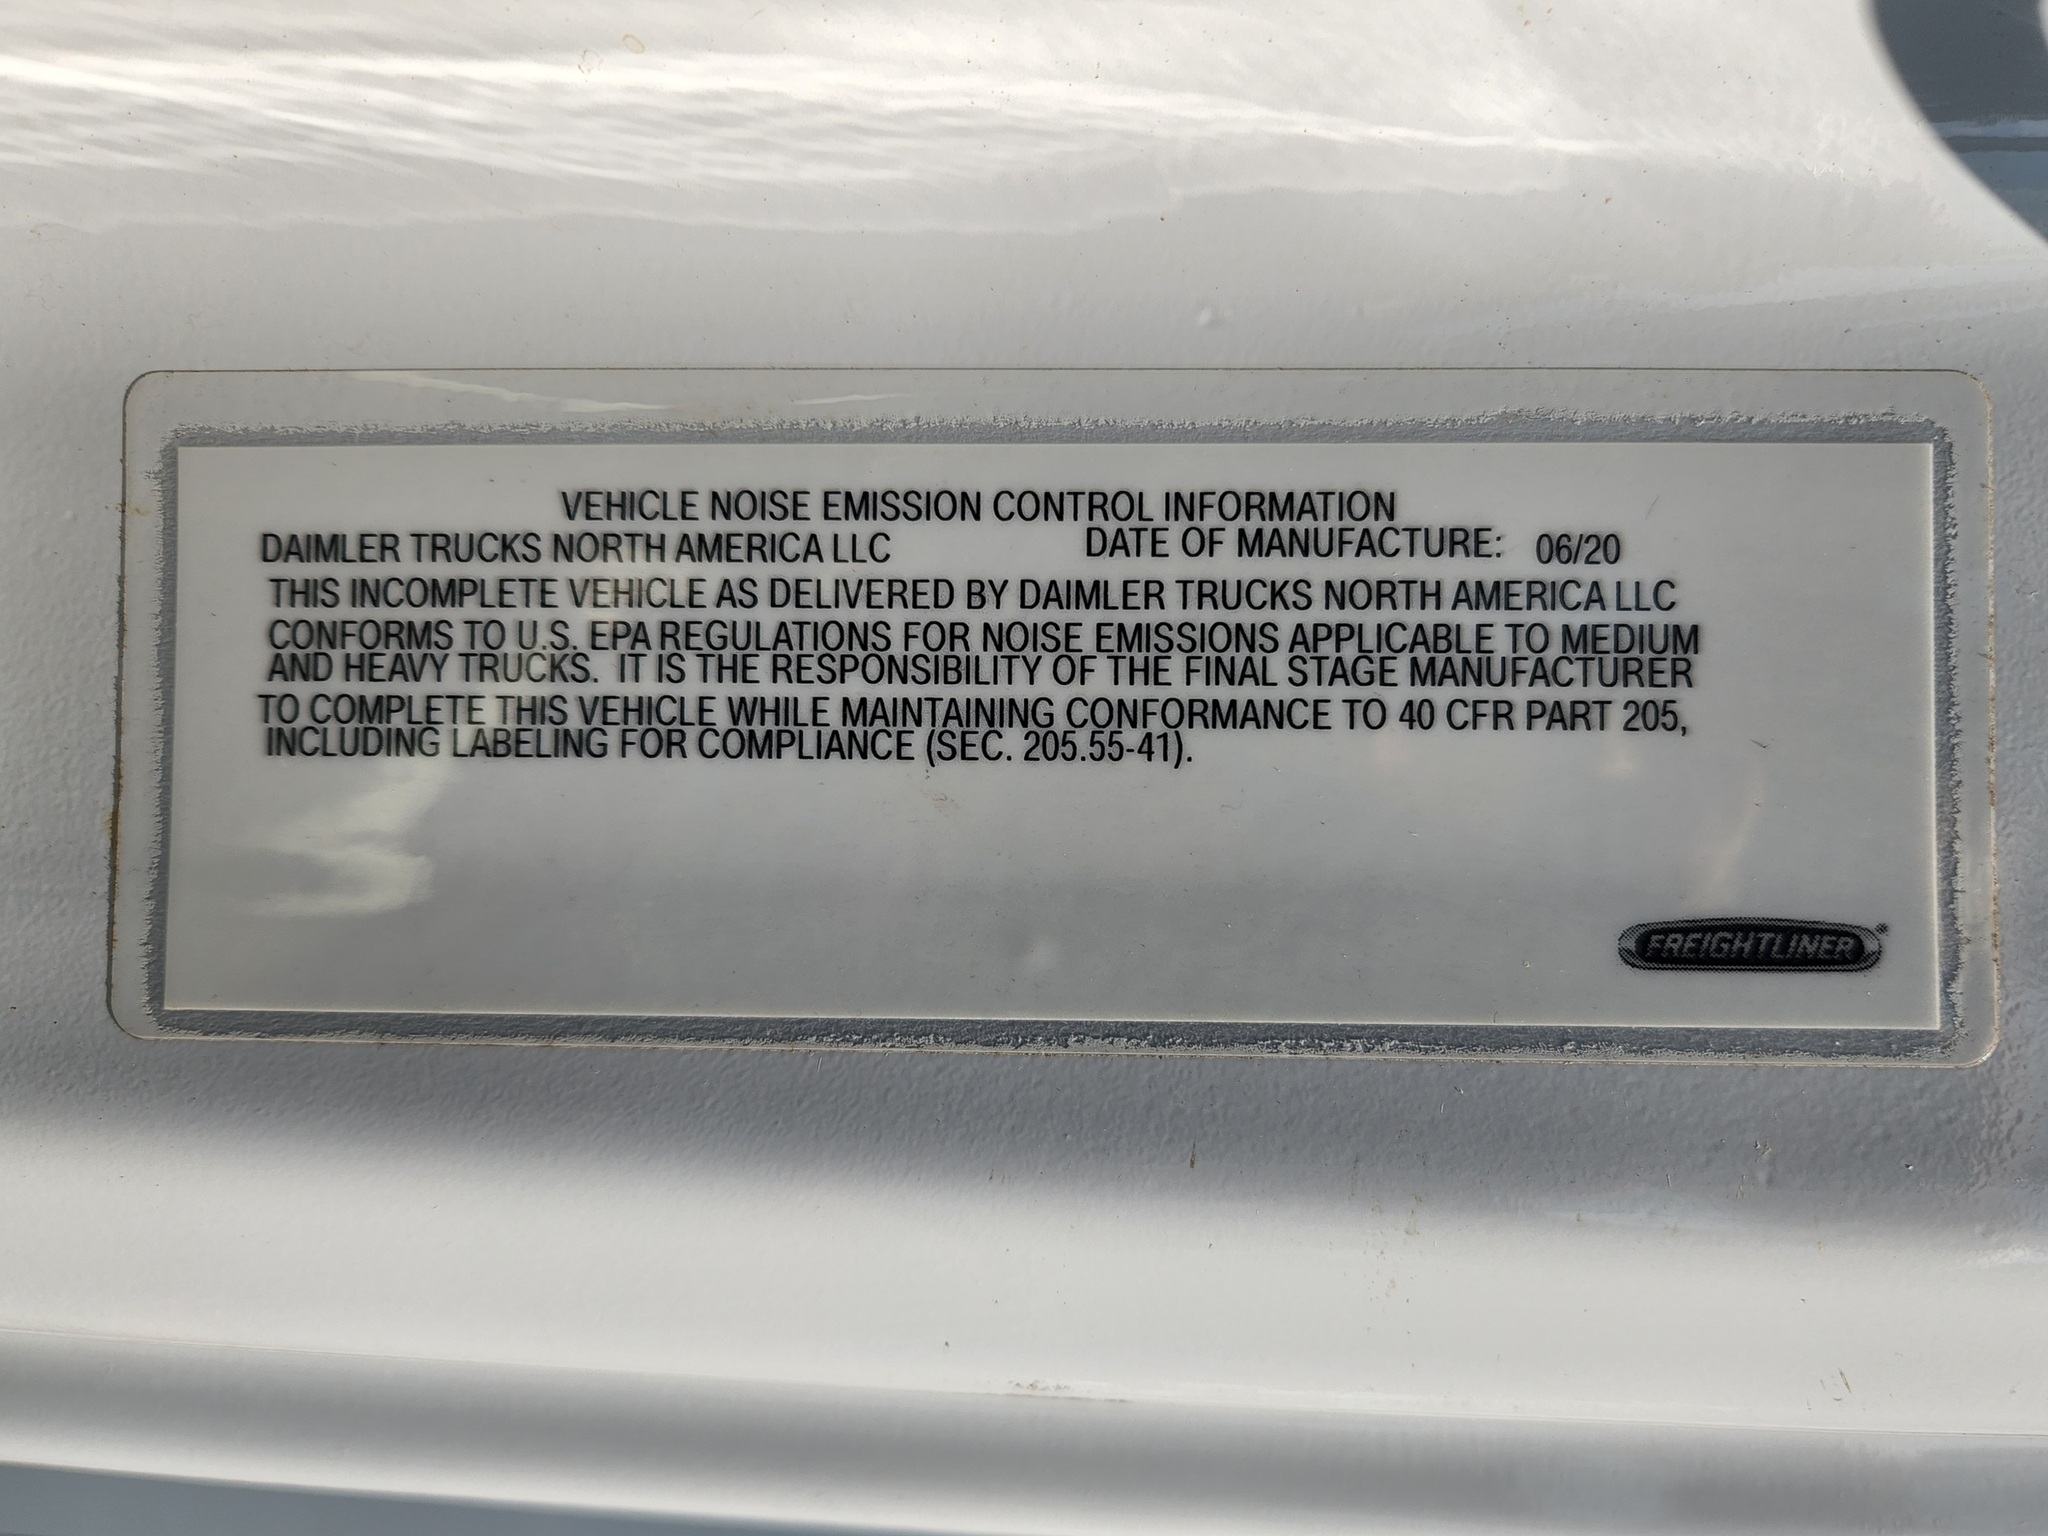 VEHICLE NOISE EMISSION CONTROL INFORMATION
DAIMLER TRUCKS NORTH AMERICA LLC DATE OF MANUFACTURE: 06/20
THIS INCOMPLETE VEHICLE AS DELIVERED BY DAIMLER TRUCKS NORTH AMERICA LLC
CONFORMS TO U.S. EPA REGULATIONS FOR NOISE EMISSIONS APPLICABLE TO MEDIUM
AND HEAVY TRUCKS. IT IS THE RESPONSIBILITY OF THE FINAL STAGE MANUFACTURER
TO COMPLETE THIS VEHICLE WHILE MAINTAINING CONFORMANCE TO 40 CFR PART 205,
INCLUDING LABELING FOR COMPLIANCE (SEC. 205.55-41).
FREIGHTLINER®